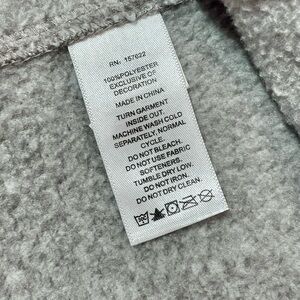 RN: 157622
100%POLYESTER
EXCLUSIVE OF
DECORATION
MADE IN CHINA
TURN GARMENT
INSIDE OUT.
MACHINE WASH COLD
SEPARATELY, NORMAL
CYCLE.
DO NOT BLEACH.
DO NOT USE FABRIC
SOFTENERS.
TUMBLE DRY LOW.
DO NOT IRON.
DO NOT DRY CLEAN.